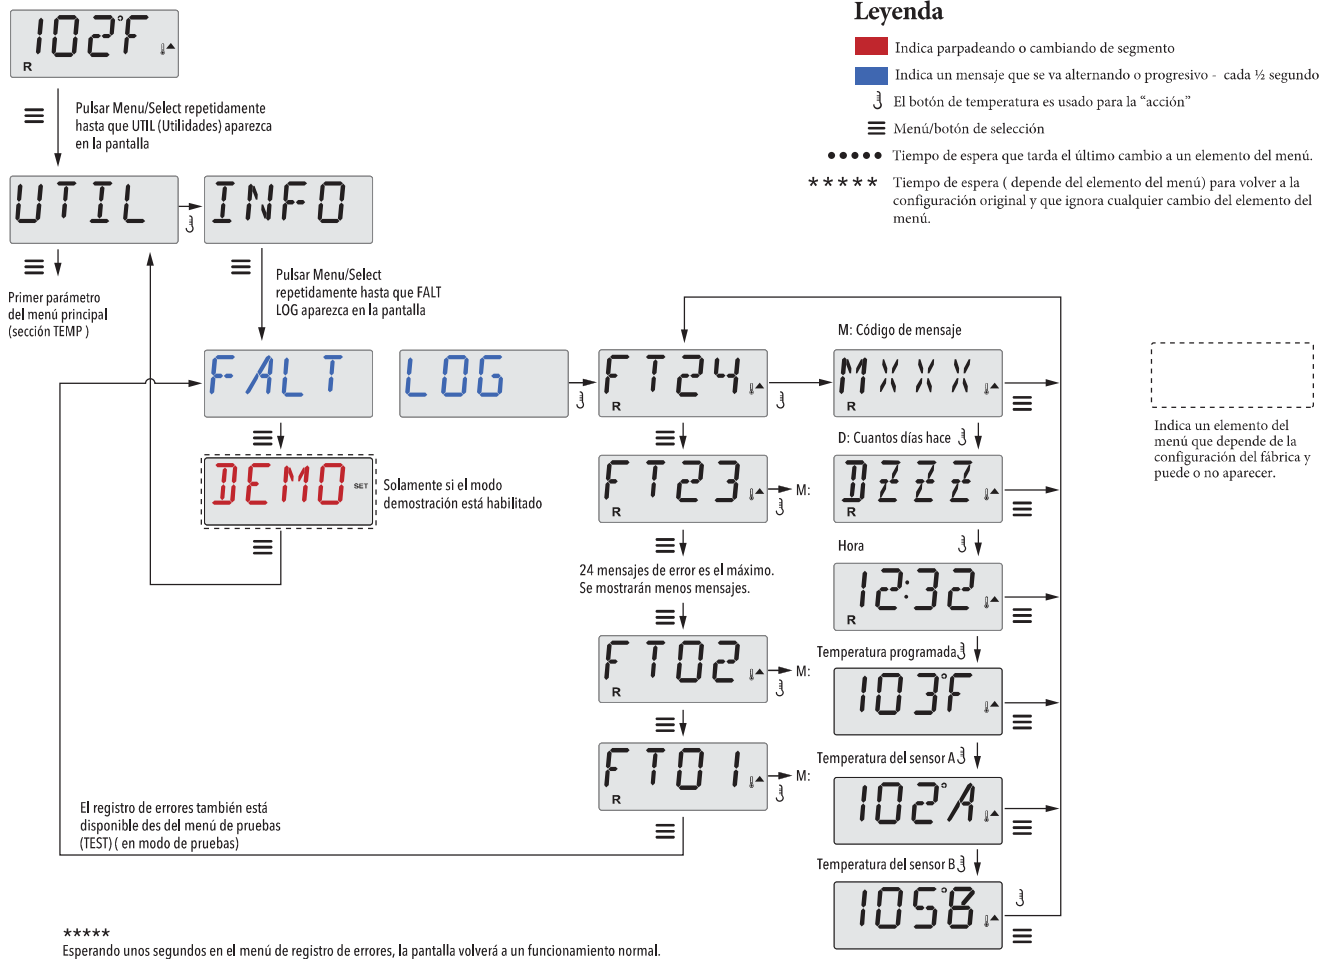 102°F
R
Leyenda
Indica parpadeando o cambiando de segmento
Indica un mensaje que se va alternando o progresivo - cada ½ segundo
El botón de temperatura es usado para la “acción”
Menú/botón de selección
••••• Tiempo de espera que tarda el último cambio a un elemento del menú.
***** Tiempo de espera ( depende del elemento del menú) para volver a la
configuración original y que ignora cualquier cambio del elemento del
menú.
Pulsar Menu/Select repetidamente
hasta que UTIL (Utilidades) aparezca
en la pantalla
UTIL
INFO
Primer parámetro
del menú principal
(sección TEMP )
Pulsar Menu/Select
repetidamente hasta que FALT
LOG aparezca en la pantalla
FALT
LOG
FT24
R
M: Código de mensaje
MXXX
R
Indica un elemento del
menú que depende de la
configuración del fábrica y
puede o no aparecer.
DEMO
SET
Solamente si el modo
demostración está habilitado
FT23
R
M:
D: Cuantos días hace
DZZZ
R
24 mensajes de error es el máximo.
Se mostrarán menos mensajes.
Hora
12:32
R
FT02
R
M:
Temperatura programada
103°F
FT01
R
M:
Temperatura del sensor A
102°A
El registro de errores también está
disponible des del menú de pruebas
(TEST) ( en modo de pruebas)
Temperatura del sensor B
105°B
*****
Esperando unos segundos en el menú de registro de errores, la pantalla volverá a un funcionamiento normal.